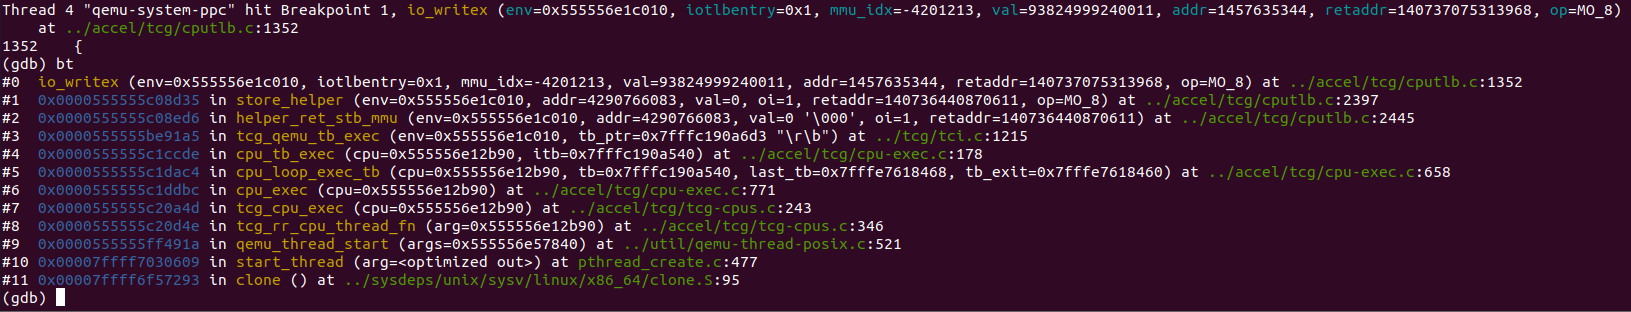 Thread 4 "qemu-system-ppc" hit Breakpoint 1, io_writex (env=0x555556e1c010, iotlbentry=0x1, mmu_idx=-4201213, val=93824999240011, addr=1457635344, retaddr=140737075313968, op=MO_8)
    at ../accel/tcg/cputlb.c:1352
1352    {
(gdb) bt
#0  io_writex (env=0x555556e1c010, iotlbentry=0x1, mmu_idx=-4201213, val=93824999240011, addr=1457635344, retaddr=140737075313968, op=MO_8) at ../accel/tcg/cputlb.c:1352
#1  0x0000555555c08d35 in store_helper (env=0x555556e1c010, addr=4290766083, val=0, oi=1, retaddr=140736440870611, op=MO_8) at ../accel/tcg/cputlb.c:2397
#2  0x0000555555c08ed6 in helper_ret_stb_mmu (env=0x555556e1c010, addr=4290766083, val=0 '\000', oi=1, retaddr=140736440870611) at ../accel/tcg/cputlb.c:2445
#3  0x0000555555be91a5 in tcg_qemu_tb_exec (env=0x555556e1c010, tb_ptr=0x7fffc190a6d3 "\r\b") at ../tcg/tci.c:1215
#4  0x0000555555c1ccde in cpu_tb_exec (cpu=0x555556e12b90, itb=0x7fffc190a540) at ../accel/tcg/cpu-exec.c:178
#5  0x0000555555c1dac4 in cpu_loop_exec_tb (cpu=0x555556e12b90, tb=0x7fffc190a540, last_tb=0x7fffe7618468, tb_exit=0x7fffe7618460) at ../accel/tcg/cpu-exec.c:658
#6  0x0000555555c1ddbc in cpu_exec (cpu=0x555556e12b90) at ../accel/tcg/cpu-exec.c:771
#7  0x0000555555c20a4d in tcg_cpu_exec (cpu=0x555556e12b90) at ../accel/tcg/tcg-cpus.c:243
#8  0x0000555555c20d4e in tcg_rr_cpu_thread_fn (arg=0x555556e12b90) at ../accel/tcg/tcg-cpus.c:346
#9  0x0000555555ff491a in qemu_thread_start (args=0x555556e57840) at ../util/qemu-thread-posix.c:521
#10 0x00007ffff7030609 in start_thread (arg=<optimized out>) at pthread_create.c:477
#11 0x00007ffff6f57293 in clone () at ../sysdeps/unix/sysv/linux/x86_64/clone.S:95
(gdb)